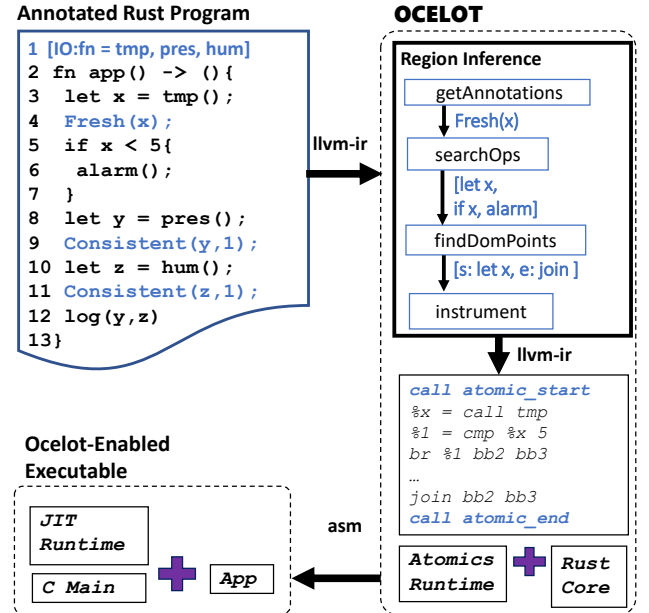 Annotated Rust Program
1 [IO:fn = tmp, pres, hum]
2 fn app() -> (){
3 let x = tmp();
4 Fresh(x);
5 if x < 5{
6 alarm();
7 }
8 let y = pres();
9 Consistent(y,1);
10 let z = hum();
11 Consistent(z,1);
12 log(y,z)
13}
llvm-ir
OCELOT
Region Inference
getAnnotations
Fresh(x)
searchOps
[let x,
if x, alarm]
findDomPoints
[s: let x, e: join ]
instrument
llvm-ir
call atomic_start
%x = call tmp
%1 = cmp %x 5
br %1 bb2 bb3
…
join bb2 bb3
call atomic_end
Atomics
Runtime
Rust
Core
asm
Ocelot-Enabled
Executable
JIT
Runtime
C Main
App